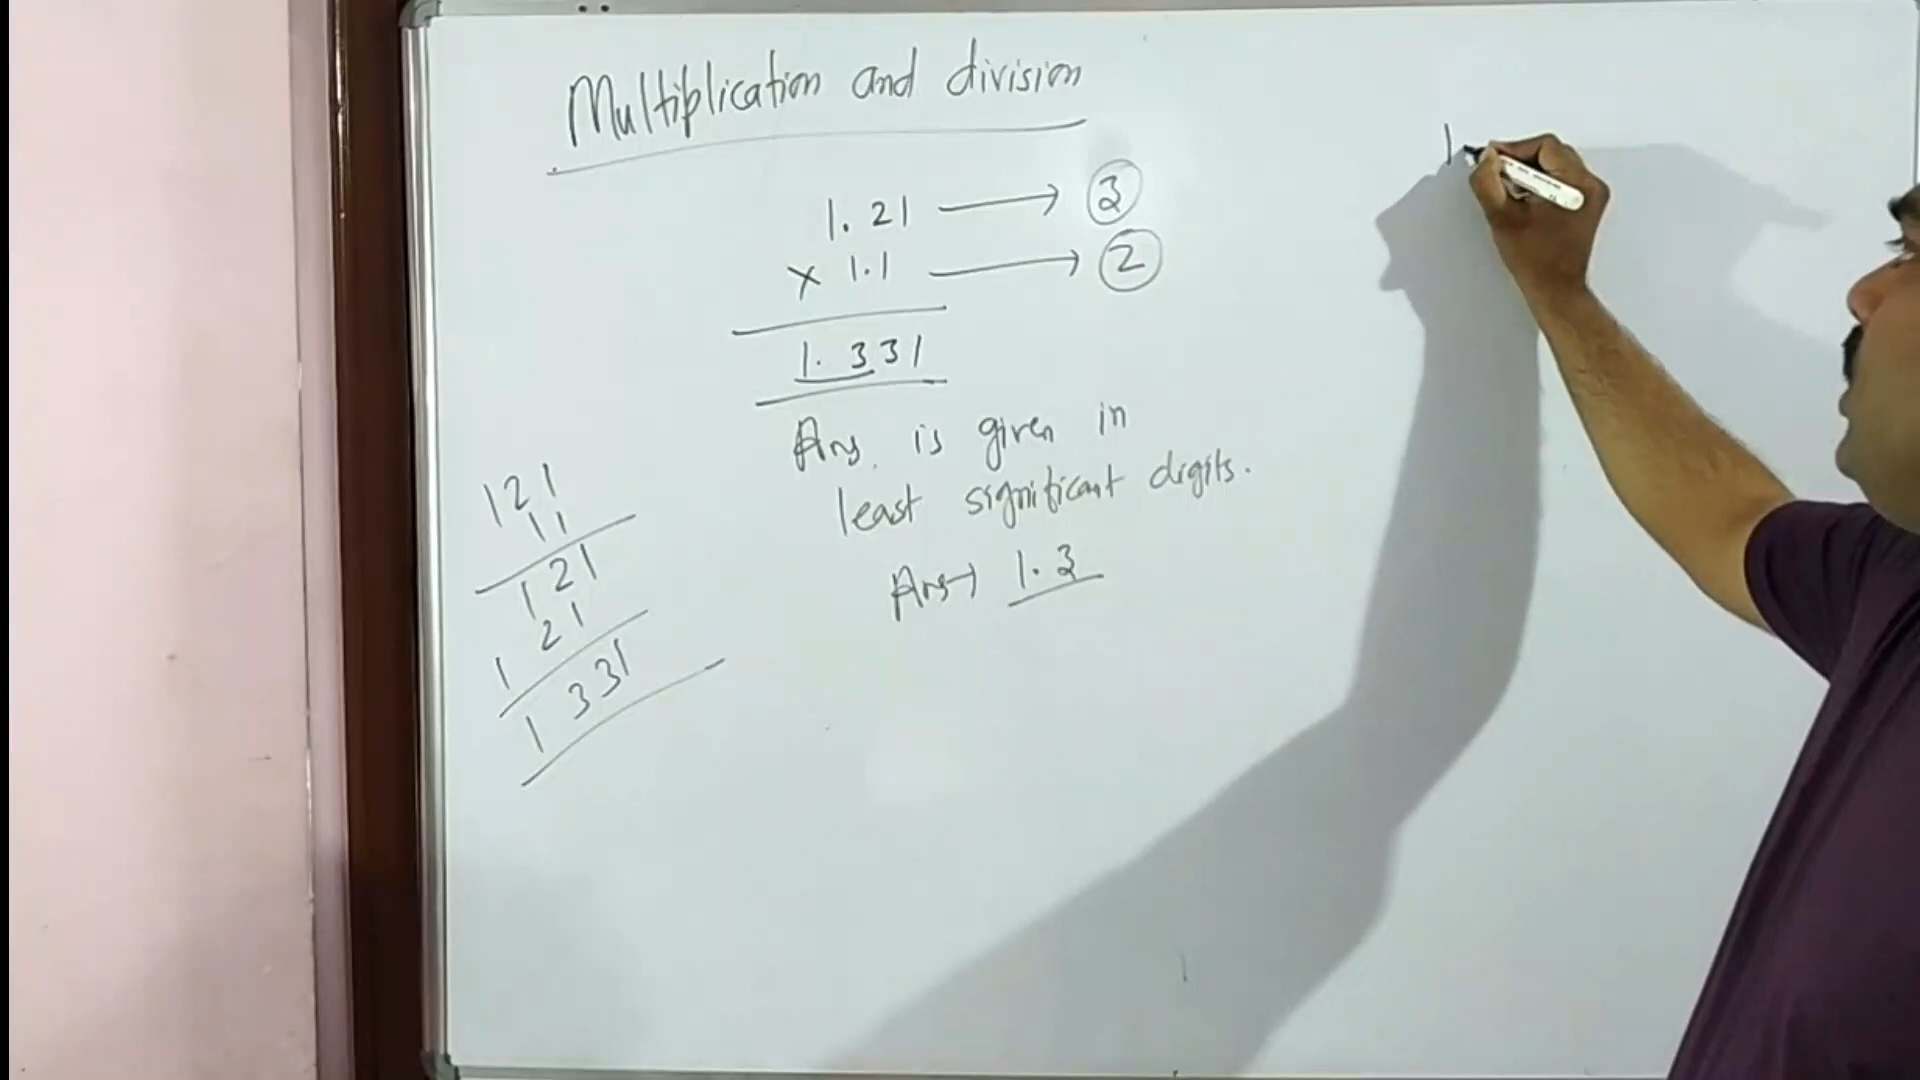 Multiplication and division
1.21 → 3
× 1.1 → 2
1.331
Ans. is given in
least significant digits.
Ans → 1.3
121
11
121
121
1331
1